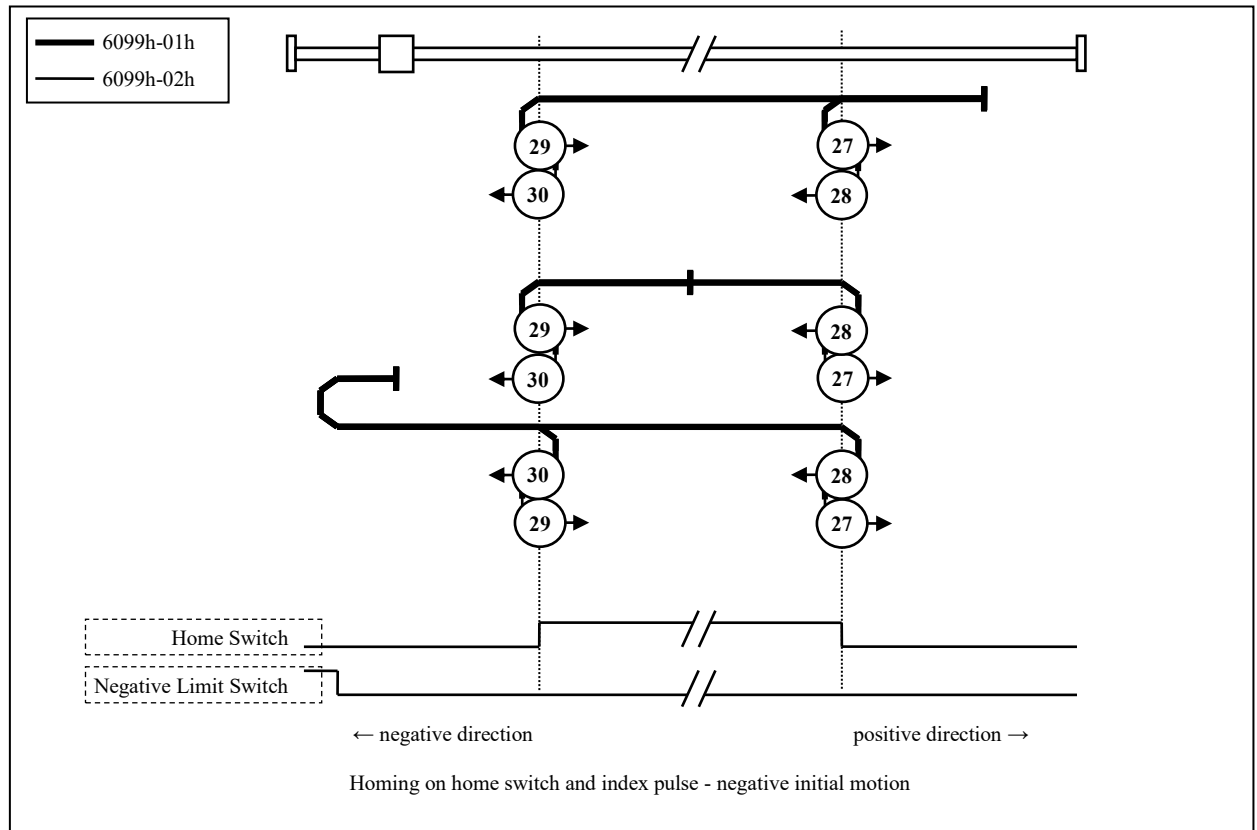 6099h-01h
6099h-02h
29 27
30 28
29 28
30 27
30 28
29 27
Home Switch
Negative Limit Switch
← negative direction positive direction →
Homing on home switch and index pulse - negative initial motion